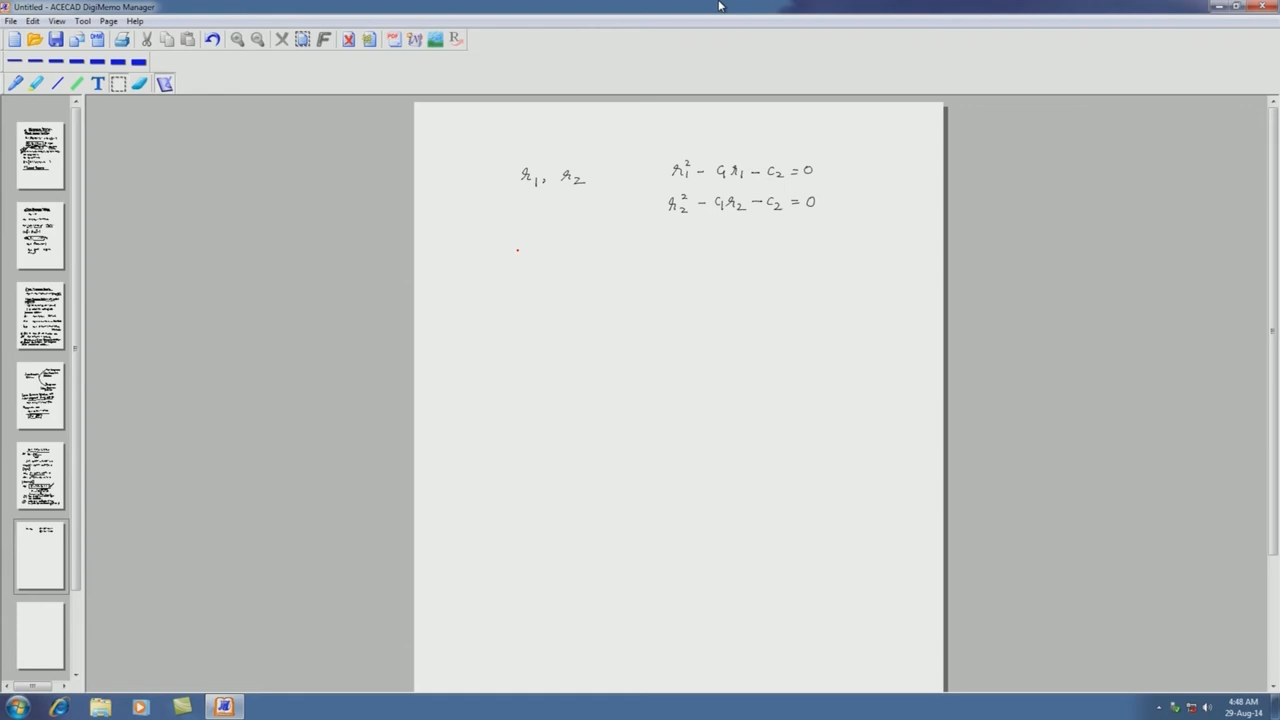 Untitled - ACECAD DigiMemo Manager
File Edit View Tool Page Help
r₁, r₂
r₁² - c₁r₁ - c₂ = 0
r₂² - c₁r₂ - c₂ = 0
4:48 AM
29-Aug-14